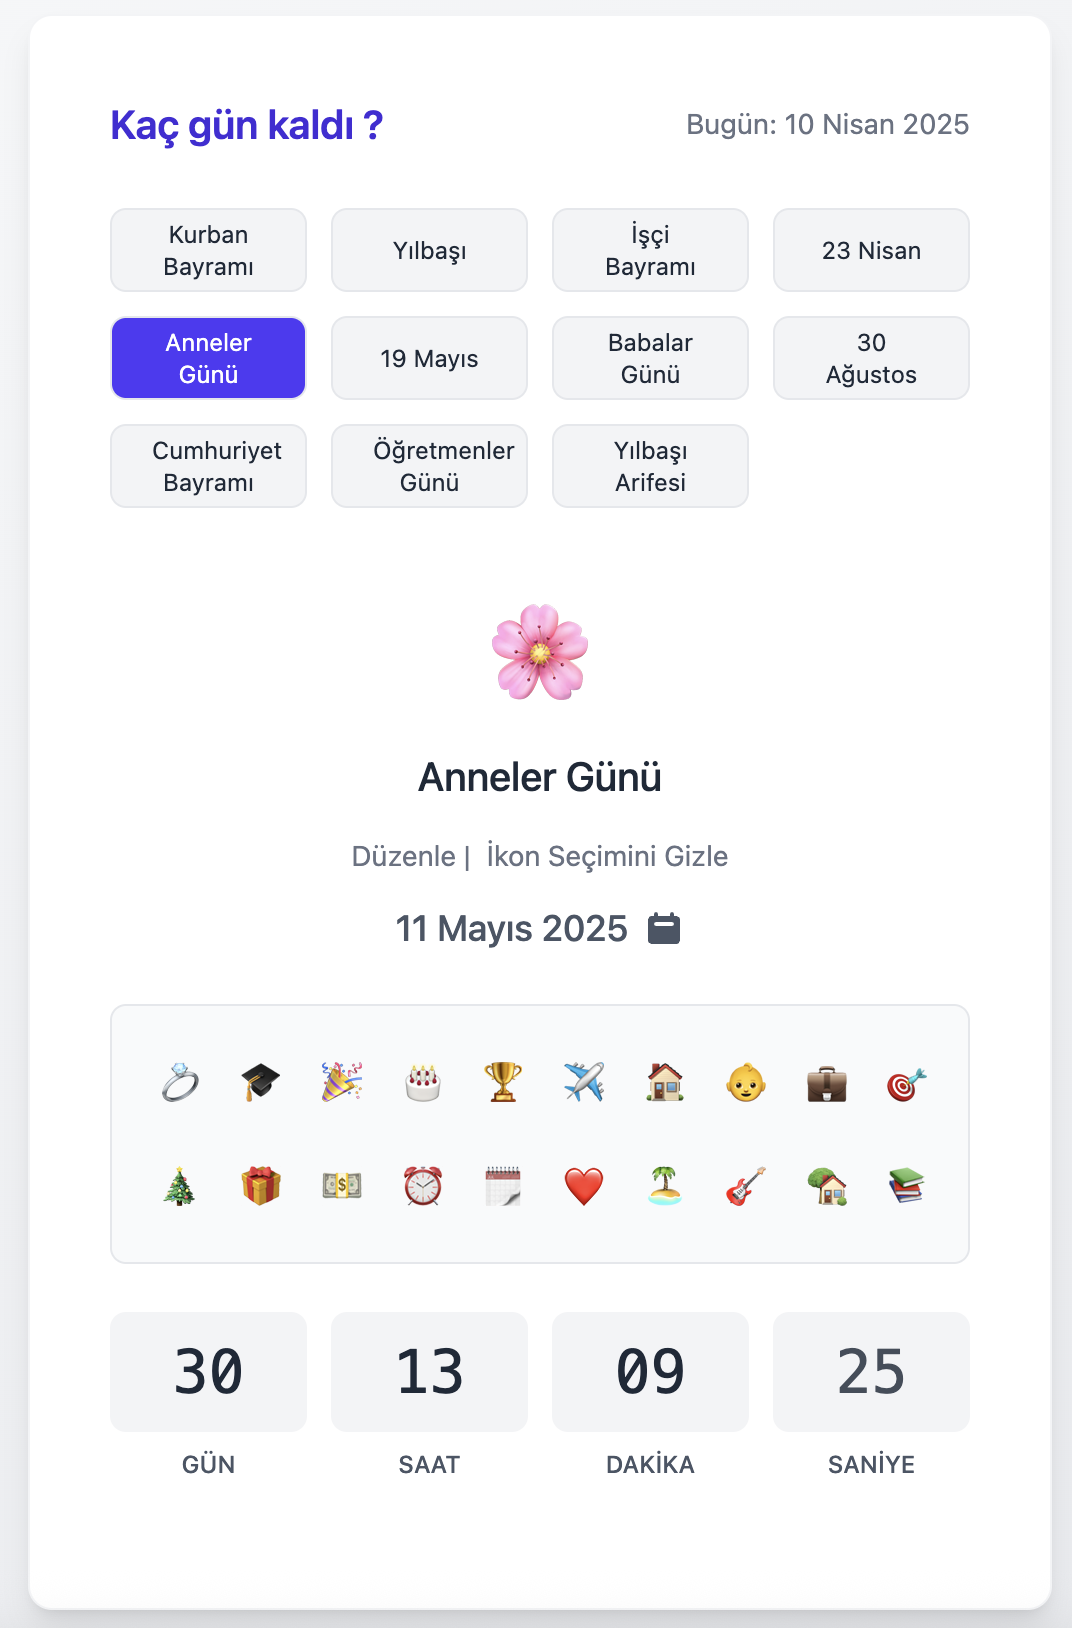 Kaç gün kaldı ?
Bugün: 10 Nisan 2025
Kurban
Bayramı
Yılbaşı
İşçi
Bayramı
23 Nisan
Anneler
Günü
19 Mayıs
Babalar
Günü
30
Ağustos
Cumhuriyet
Bayramı
Öğretmenler
Günü
Yılbaşı
Arifesi
Anneler Günü
Düzenle | İkon Seçimini Gizle
11 Mayıs 2025
30
13
09
25
GÜN
SAAT
DAKİKA
SANİYE